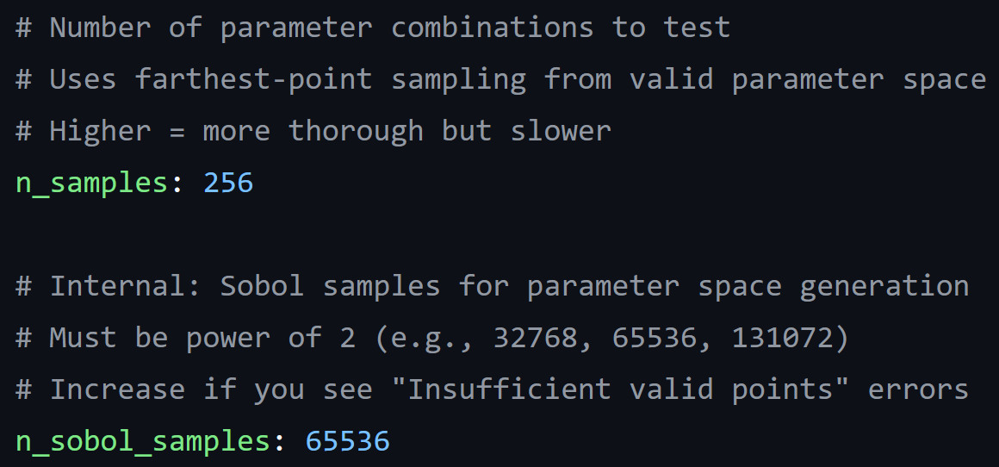 # Number of parameter combinations to test
# Uses farthest-point sampling from valid parameter space
# Higher = more thorough but slower
n_samples: 256
# Internal: Sobol samples for parameter space generation
# Must be power of 2 (e.g., 32768, 65536, 131072)
# Increase if you see "Insufficient valid points" errors
n_sobol_samples: 65536